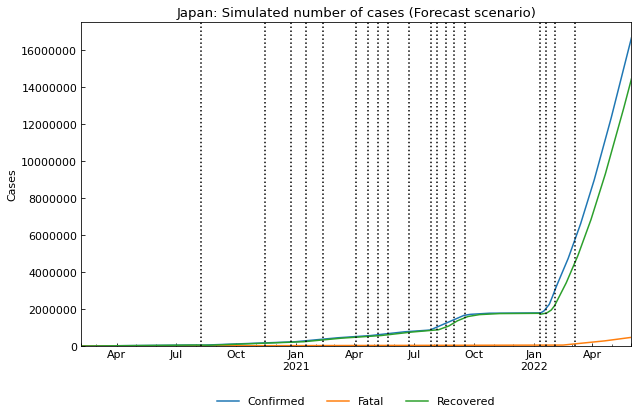 Japan: Simulated number of cases (Forecast scenario)
Cases
16000000
14000000
12000000
10000000
8000000
6000000
4000000
2000000
0
Apr Jul Oct Jan Apr Jul Oct Jan Apr
2021 2022
Confirmed Fatal Recovered